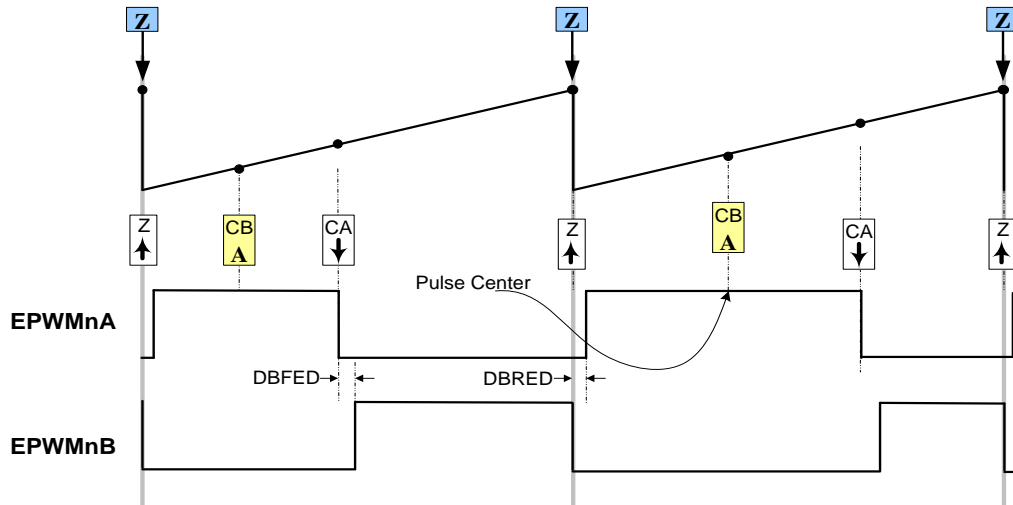 Z Z Z
Z CB A CA Z CB A CA Z
Pulse Center
EPWMnA
DBFED DBRED
EPWMnB